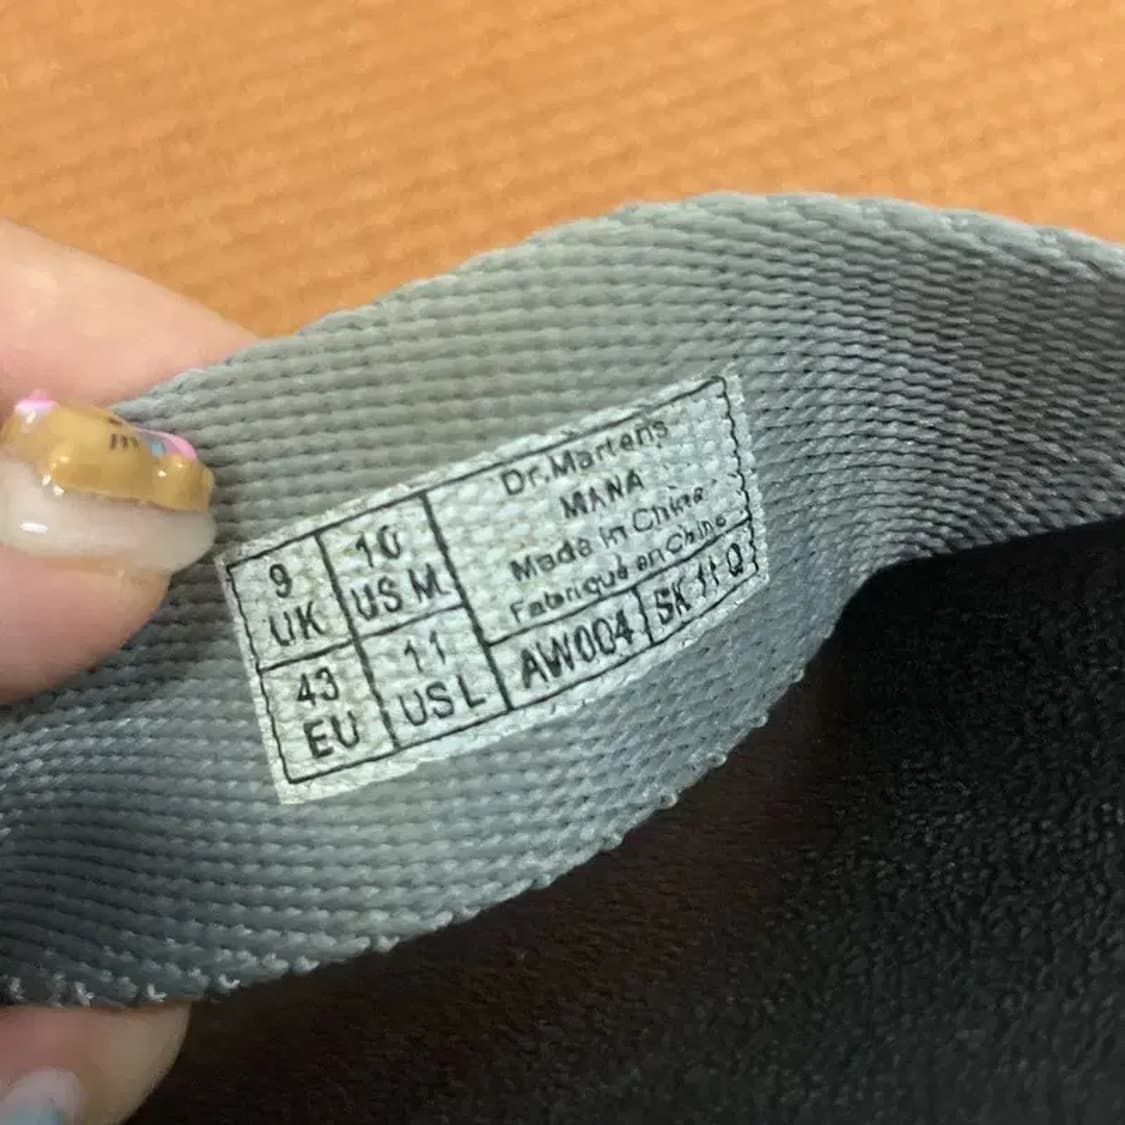 9
UK
10
US M
43
EU
11
US L
Dr.Martens
MANA
Made in China
Fabriqué en Chine
AW004
SK 11 Q